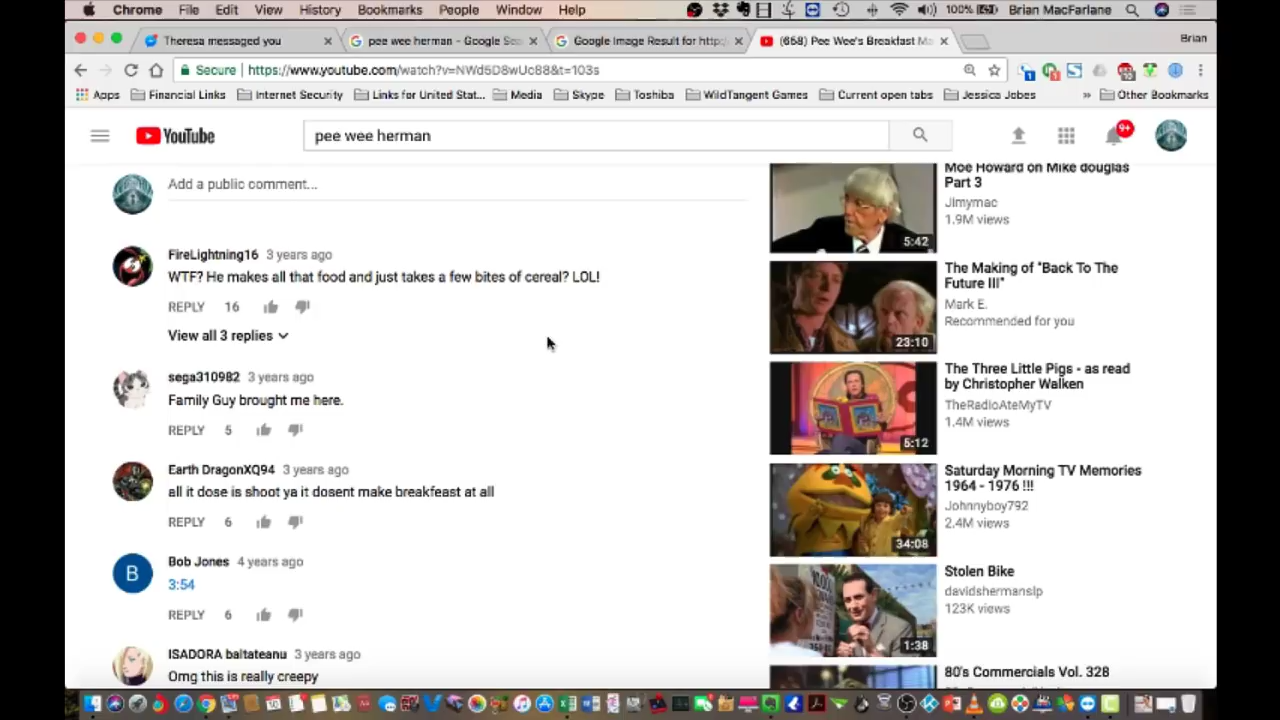 Chrome File Edit View History Bookmarks People Window Help 100% Brian MacFarlane
Theresa messaged you
pee wee herman - Google Sea
Google Image Result for http:
(658) Pee Wee's Breakfast Ma
Brian
Secure https://www.youtube.com/watch?v=NWd5D8wUc88&t=103s
Apps Financial Links Internet Security Links for United Stat... Media Skype Toshiba WildTangent Games Current open tabs Jessica Jobes » Other Bookmarks
YouTube
pee wee herman
9+
Add a public comment...
FireLightning16 3 years ago
WTF? He makes all that food and just takes a few bites of cereal? LOL!
REPLY 16
View all 3 replies
sega310982 3 years ago
Family Guy brought me here.
REPLY 5
Earth DragonXQ94 3 years ago
all it dose is shoot ya it dosent make breakfeast at all
REPLY 6
B
Bob Jones 4 years ago
3:54
REPLY 6
ISADORA baltateanu 3 years ago
Omg this is really creepy
Moe Howard on Mike douglas
Part 3
Jimymac
1.9M views
5:42
The Making of "Back To The
Future III"
Mark E.
Recommended for you
23:10
The Three Little Pigs - as read
by Christopher Walken
TheRadioAteMyTV
1.4M views
5:12
Saturday Morning TV Memories
1964 - 1976 !!!
Johnnyboy792
2.4M views
34:08
Stolen Bike
davidshermanslp
123K views
1:38
80's Commercials Vol. 328